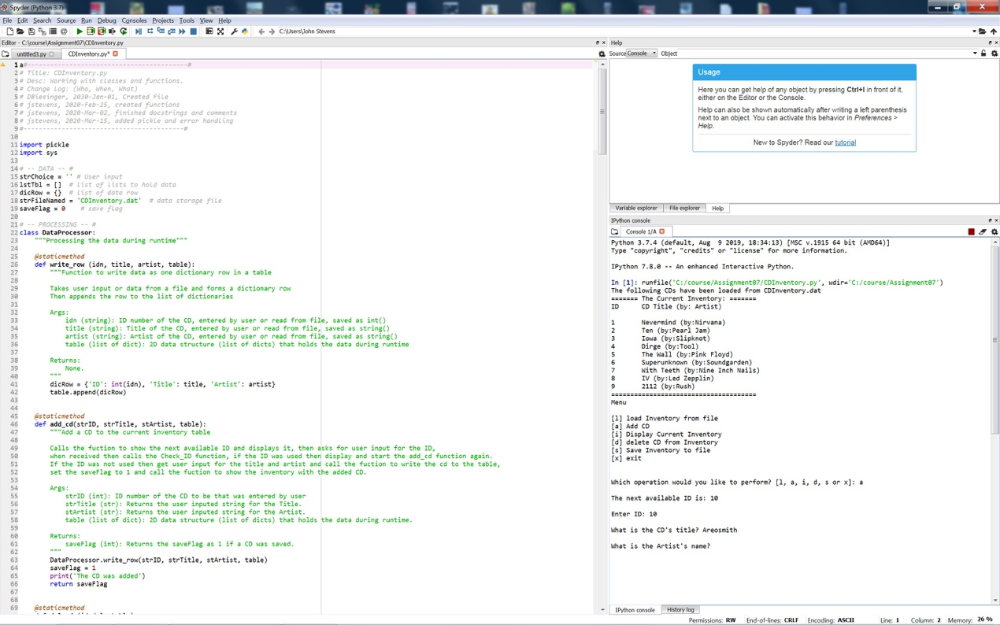 Spyder (Python 3.7)
File Edit Search Source Run Debug Consoles Projects Tools View Help
C:\Users\John Stevens
Editor - C:\course\Assignment07\CDInventory.py
untitled3.py CDInventory.py*
1 a#------------------------------------------#
2 # Title: CDInventory.py
3 # Desc: Working with classes and functions.
4 # Change Log: (Who, When, What)
5 # DBiesinger, 2030-Jan-01, Created File
6 # jstevens, 2020-Feb-25, created functions
7 # jstevens, 2020-Mar-02, finished docstrings and comments
8 # jstevens, 2020-Mar-15, added pickle and error handling
9 #------------------------------------------#
10
11 import pickle
12 import sys
13
14 # -- DATA -- #
15 strChoice = '' # User input
16 lstTbl = [] # list of lists to hold data
17 dicRow = {} # list of data row
18 strFileNamed = 'CDInventory.dat' # data storage file
19 saveFlag = 0 # save flag
20
21 # -- PROCESSING -- #
22 class DataProcessor:
23 """Processing the data during runtime"""
24
25 @staticmethod
26 def write_row (idn, title, artist, table):
27 """Function to write data as one dictionary row in a table
28
29 Takes user input or data from a file and forms a dictionary row
30 Then appends the row to the list of dictionaries
31
32 Args:
33 idn (string): ID number of the CD, entered by user or read from file, saved as int()
34 title (string): Title of the CD, entered by user or read from file, saved as string()
35 artist (string): Artist of the CD, entered by user or read from file, saved as string()
36 table (list of dict): 2D data structure (list of dicts) that holds the data during runtime
37
38 Returns:
39 None.
40 """
41 dicRow = {'ID': int(idn), 'Title': title, 'Artist': artist}
42 table.append(dicRow)
43
44
45 @staticmethod
46 def add_cd(strID, strTitle, stArtist, table):
47 """Add a CD to the current inventory table
48
49 Calls the fuction to show the next available ID and displays it, then asks for user input for the ID,
50 when received then calls the Check_ID function, if the ID was used then display and start the add_cd function again.
51 If the ID was not used then get user input for the title and artist and call the fuction to write the cd to the table,
52 set the saveFlag to 1 and call the fuction to show the inventory with the added CD.
53
54 Args:
55 strID (int): ID number of the CD to be that was entered by user
56 strTitle (str): Returns the user inputed string for the Title.
57 stArtist (str): Returns the user inputed string for the Artist.
58 table (list of dict): 2D data structure (list of dicts) that holds the data during runtime.
59
60 Returns:
61 saveFlag (int): Returns the saveFlag as 1 if a CD was saved.
62 """
63 DataProcessor.write_row(strID, strTitle, stArtist, table)
64 saveFlag = 1
65 print('The CD was added')
66 return saveFlag
67
68
69 @staticmethod
Help
Source Console Object
Usage
Here you can get help of any object by pressing Ctrl+I in front of it,
either on the Editor or the Console.
Help can also be shown automatically after writing a left parenthesis
next to an object. You can activate this behavior in Preferences >
Help.
New to Spyder? Read our tutorial
Variable explorer File explorer Help
IPython console
Console 1/A
Python 3.7.4 (default, Aug 9 2019, 18:34:13) [MSC v.1915 64 bit (AMD64)]
Type "copyright", "credits" or "license" for more information.
IPython 7.8.0 -- An enhanced Interactive Python.
In [1]: runfile('C:/course/Assignment07/CDInventory.py', wdir='C:/course/Assignment07')
The following CDs have been loaded from CDInventory.dat
======= The Current Inventory: =======
ID CD Title (by: Artist)
1 Nevermind (by:Nirvana)
2 Ten (by:Pearl Jam)
3 Iowa (by:Slipknot)
4 Dirge (by:Tool)
5 The Wall (by:Pink Floyd)
6 Superunknown (by:Soundgarden)
7 With Teeth (by:Nine Inch Nails)
8 IV (by:Led Zepplin)
9 2112 (by:Rush)
======================================
Menu
[l] load Inventory from file
[a] Add CD
[i] Display Current Inventory
[d] delete CD from Inventory
[s] Save Inventory to file
[x] exit
Which operation would you like to perform? [l, a, i, d, s or x]: a
The next available ID is: 10
Enter ID: 10
What is the CD's title? Areosmith
What is the Artist's name?
IPython console History log
Permissions: RW End-of-lines: CRLF Encoding: ASCII Line: 1 Column: 2 Memory: 26 %